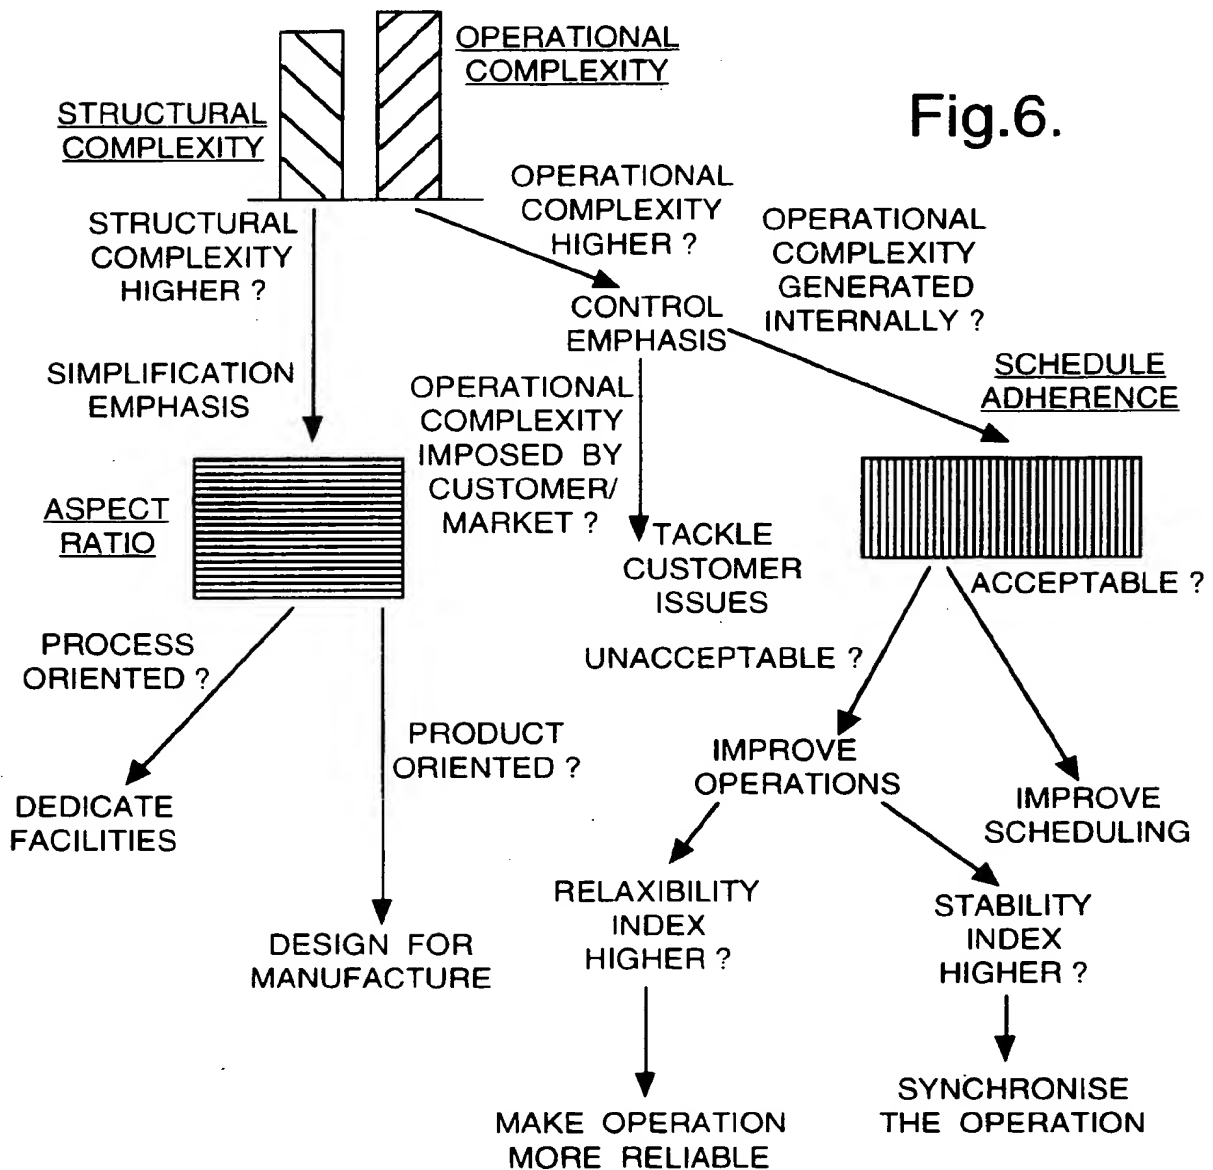 OPERATIONAL
COMPLEXITY
Fig.6.
STRUCTURAL
COMPLEXITY
STRUCTURAL
COMPLEXITY
HIGHER ?
OPERATIONAL
COMPLEXITY
HIGHER ?
OPERATIONAL
COMPLEXITY
GENERATED
INTERNALLY ?
CONTROL
EMPHASIS
SIMPLIFICATION
EMPHASIS
OPERATIONAL
COMPLEXITY
IMPOSED BY
CUSTOMER/
MARKET ?
SCHEDULE
ADHERENCE
ASPECT
RATIO
TACKLE
CUSTOMER
ISSUES
ACCEPTABLE ?
PROCESS
ORIENTED ?
UNACCEPTABLE ?
PRODUCT
ORIENTED ?
IMPROVE
OPERATIONS
DEDICATE
FACILITIES
IMPROVE
SCHEDULING
RELAXIBILITY
INDEX
HIGHER ?
STABILITY
INDEX
HIGHER ?
DESIGN FOR
MANUFACTURE
MAKE OPERATION
MORE RELIABLE
SYNCHRONISE
THE OPERATION